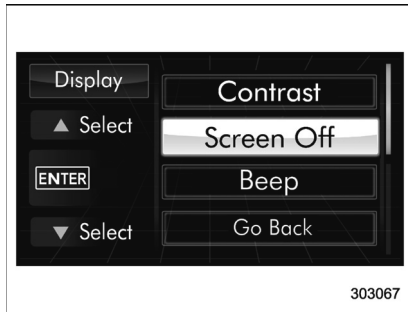 Display
▲ Select
ENTER
▼ Select
Contrast
Screen Off
Beep
Go Back
303067